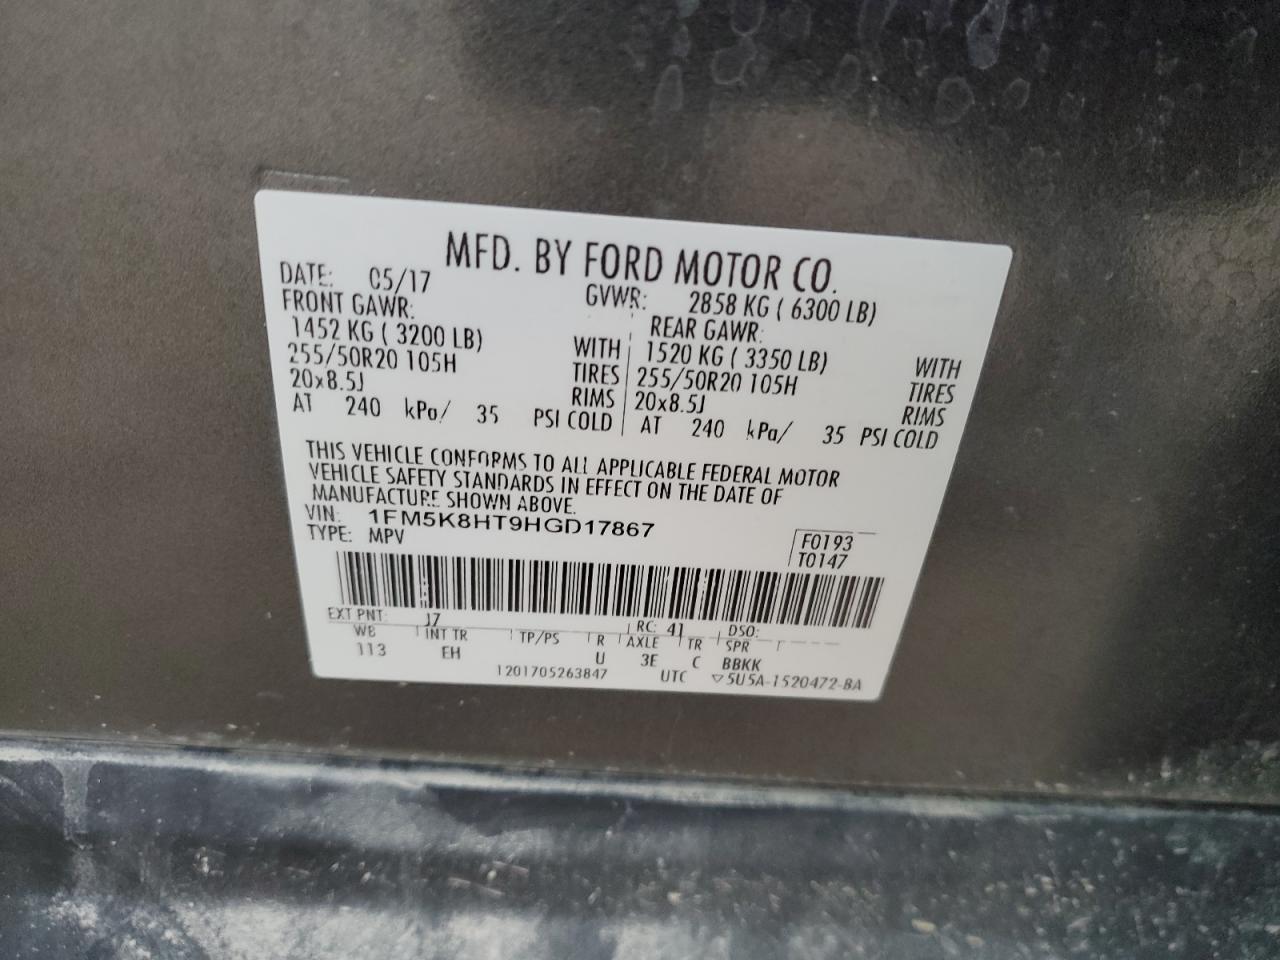 MFD. BY FORD MOTOR CO.
DATE: 05/17 GVWR: 2858 KG ( 6300 LB)
FRONT GAWR: REAR GAWR:
1452 KG ( 3200 LB) WITH 1520 KG ( 3350 LB) WITH
255/50R20 105H TIRES 255/50R20 105H TIRES
20x8.5J RIMS 20x8.5J RIMS
AT 240 kPa/ 35 PSI COLD AT 240 kPa/ 35 PSI COLD
THIS VEHICLE CONFORMS TO ALL APPLICABLE FEDERAL MOTOR
VEHICLE SAFETY STANDARDS IN EFFECT ON THE DATE OF
MANUFACTURE SHOWN ABOVE.
VIN: 1FM5K8HT9HGD17867
TYPE: MPV
F0193
T0147
EXT PNT: J7 RC: 41 DSO:
WB INT TR TP/PS R AXLE TR SPR
113 EH U 3E C BBKK
1201705263847 UTC ▽5U5A-1520472-BA